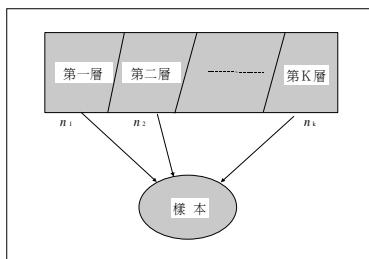 第一層 第二層 ---------- 第K層
n1 n2 nk
樣 本